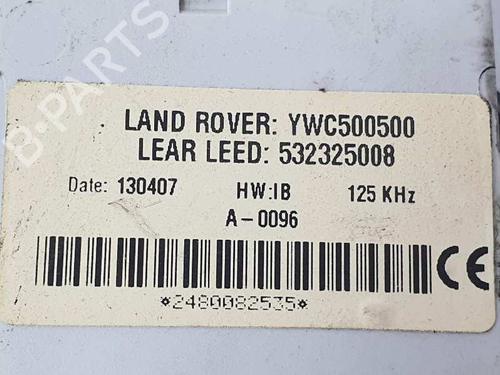 B-PARTS
LAND ROVER: YWC500500
LEAR LEED: 532325008
Date: 130407 HW:IB 125 KHz
A-0096
*2480082535*
CE